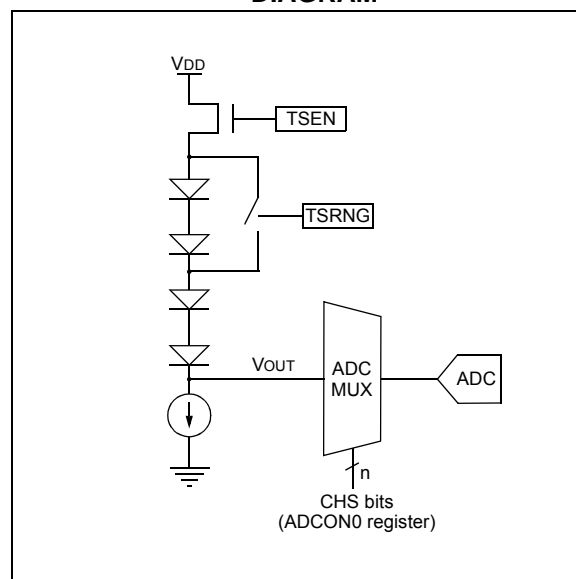 DIAGRAM
VDD
TSEN
TSRNG
VOUT
ADC
MUX
ADC
n
CHS bits
(ADCON0 register)